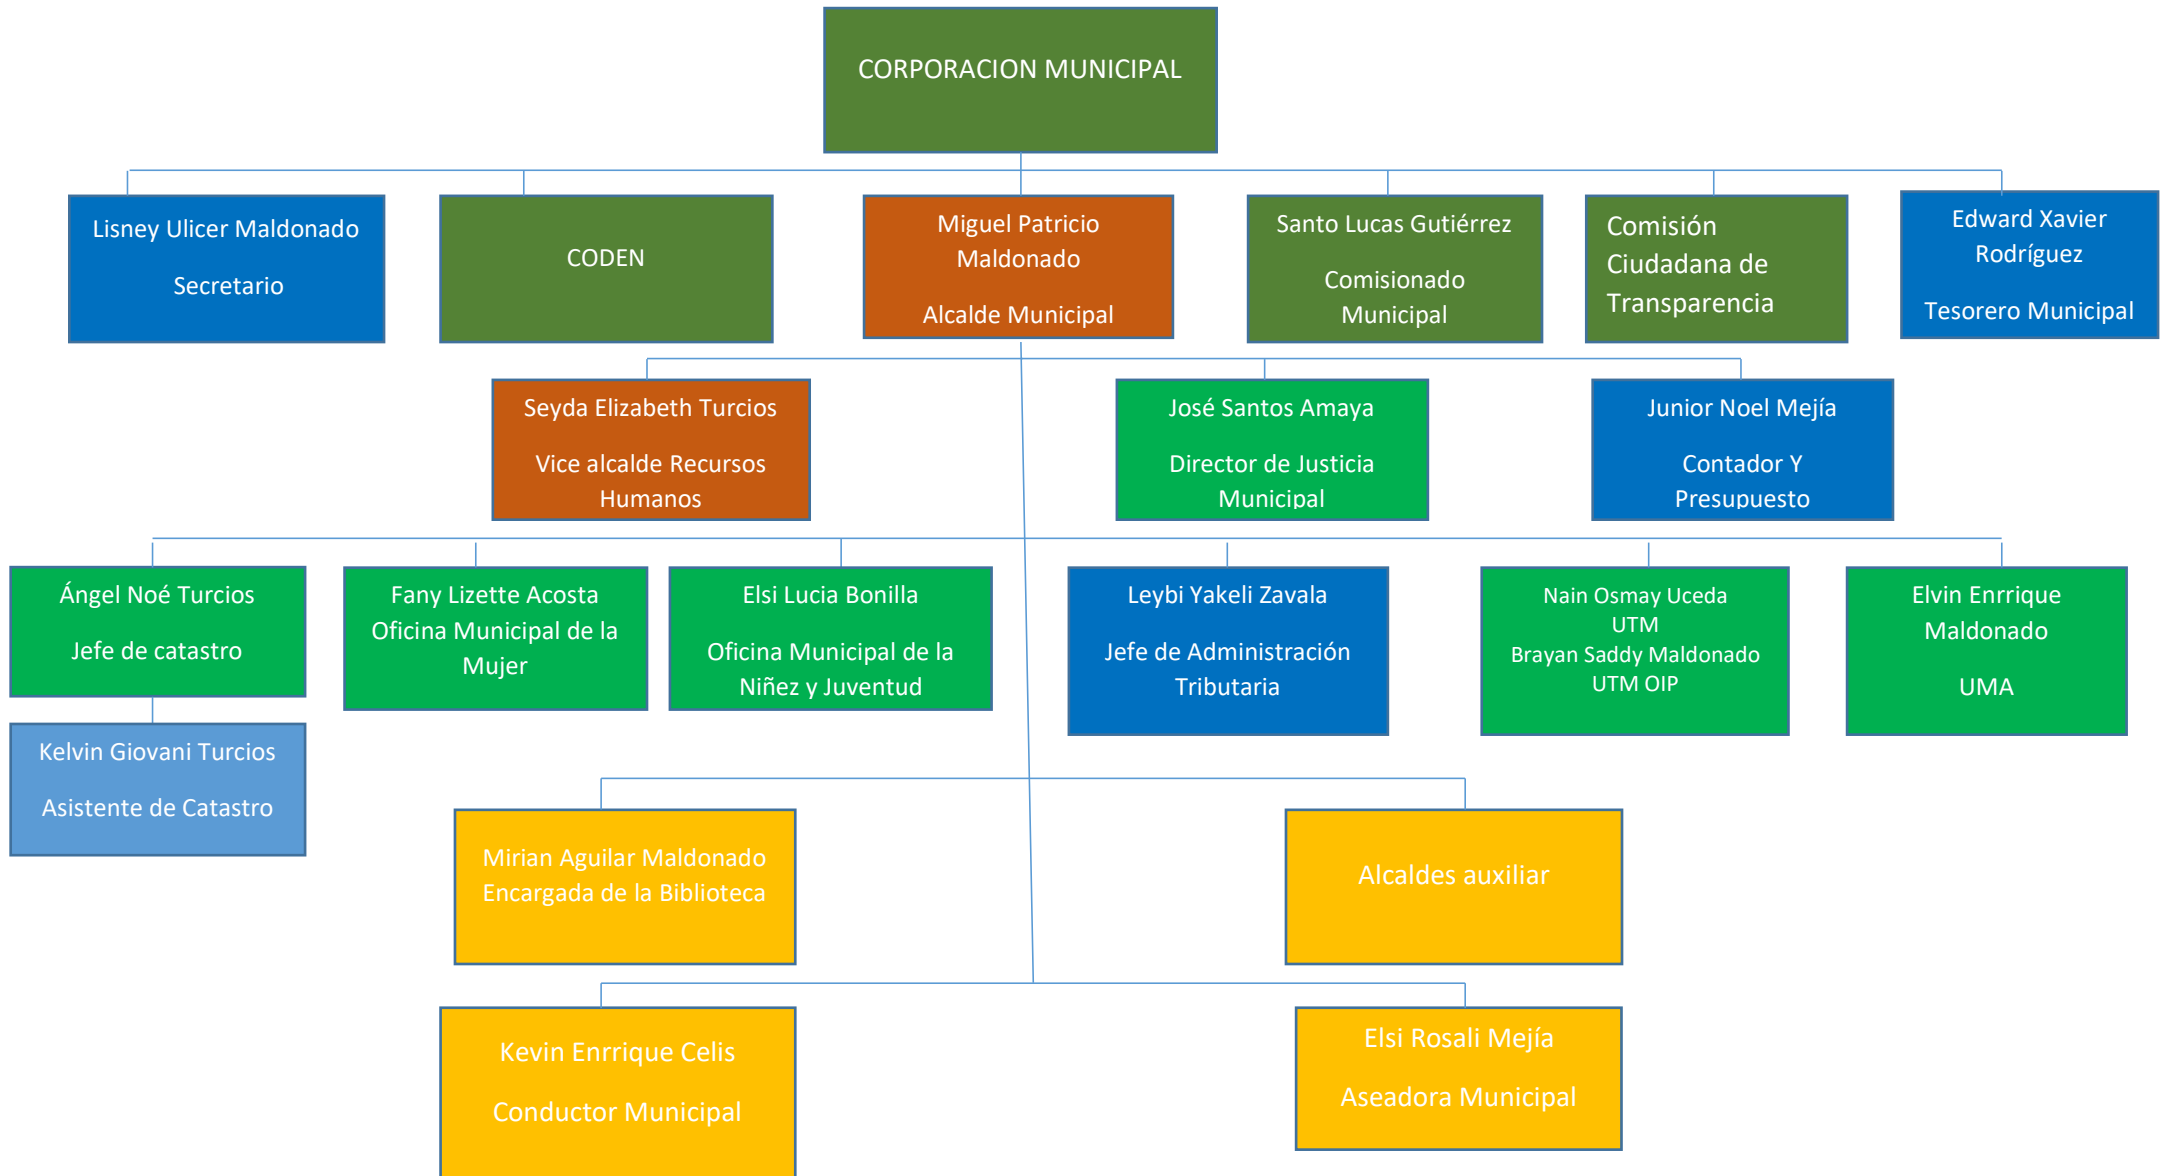 CORPORACION MUNICIPAL
Lisney Ulicer Maldonado
Secretario
CODEN
Miguel Patricio
Maldonado
Alcalde Municipal
Santo Lucas Gutiérrez
Comisionado
Municipal
Comisión
Ciudadana de
Transparencia
Edward Xavier
Rodríguez
Tesorero Municipal
Seyda Elizabeth Turcios
Vice alcalde Recursos
Humanos
José Santos Amaya
Director de Justicia
Municipal
Junior Noel Mejía
Contador Y
Presupuesto
Ángel Noé Turcios
Jefe de catastro
Fany Lizette Acosta
Oficina Municipal de la
Mujer
Elsi Lucia Bonilla
Oficina Municipal de la
Niñez y Juventud
Leybi Yakeli Zavala
Jefe de Administración
Tributaria
Nain Osmay Uceda
UTM
Brayan Saddy Maldonado
UTM OIP
Elvin Enrrique
Maldonado
UMA
Kelvin Giovani Turcios
Asistente de Catastro
Mirian Aguilar Maldonado
Encargada de la Biblioteca
Alcaldes auxiliar
Kevin Enrrique Celis
Conductor Municipal
Elsi Rosali Mejía
Aseadora Municipal